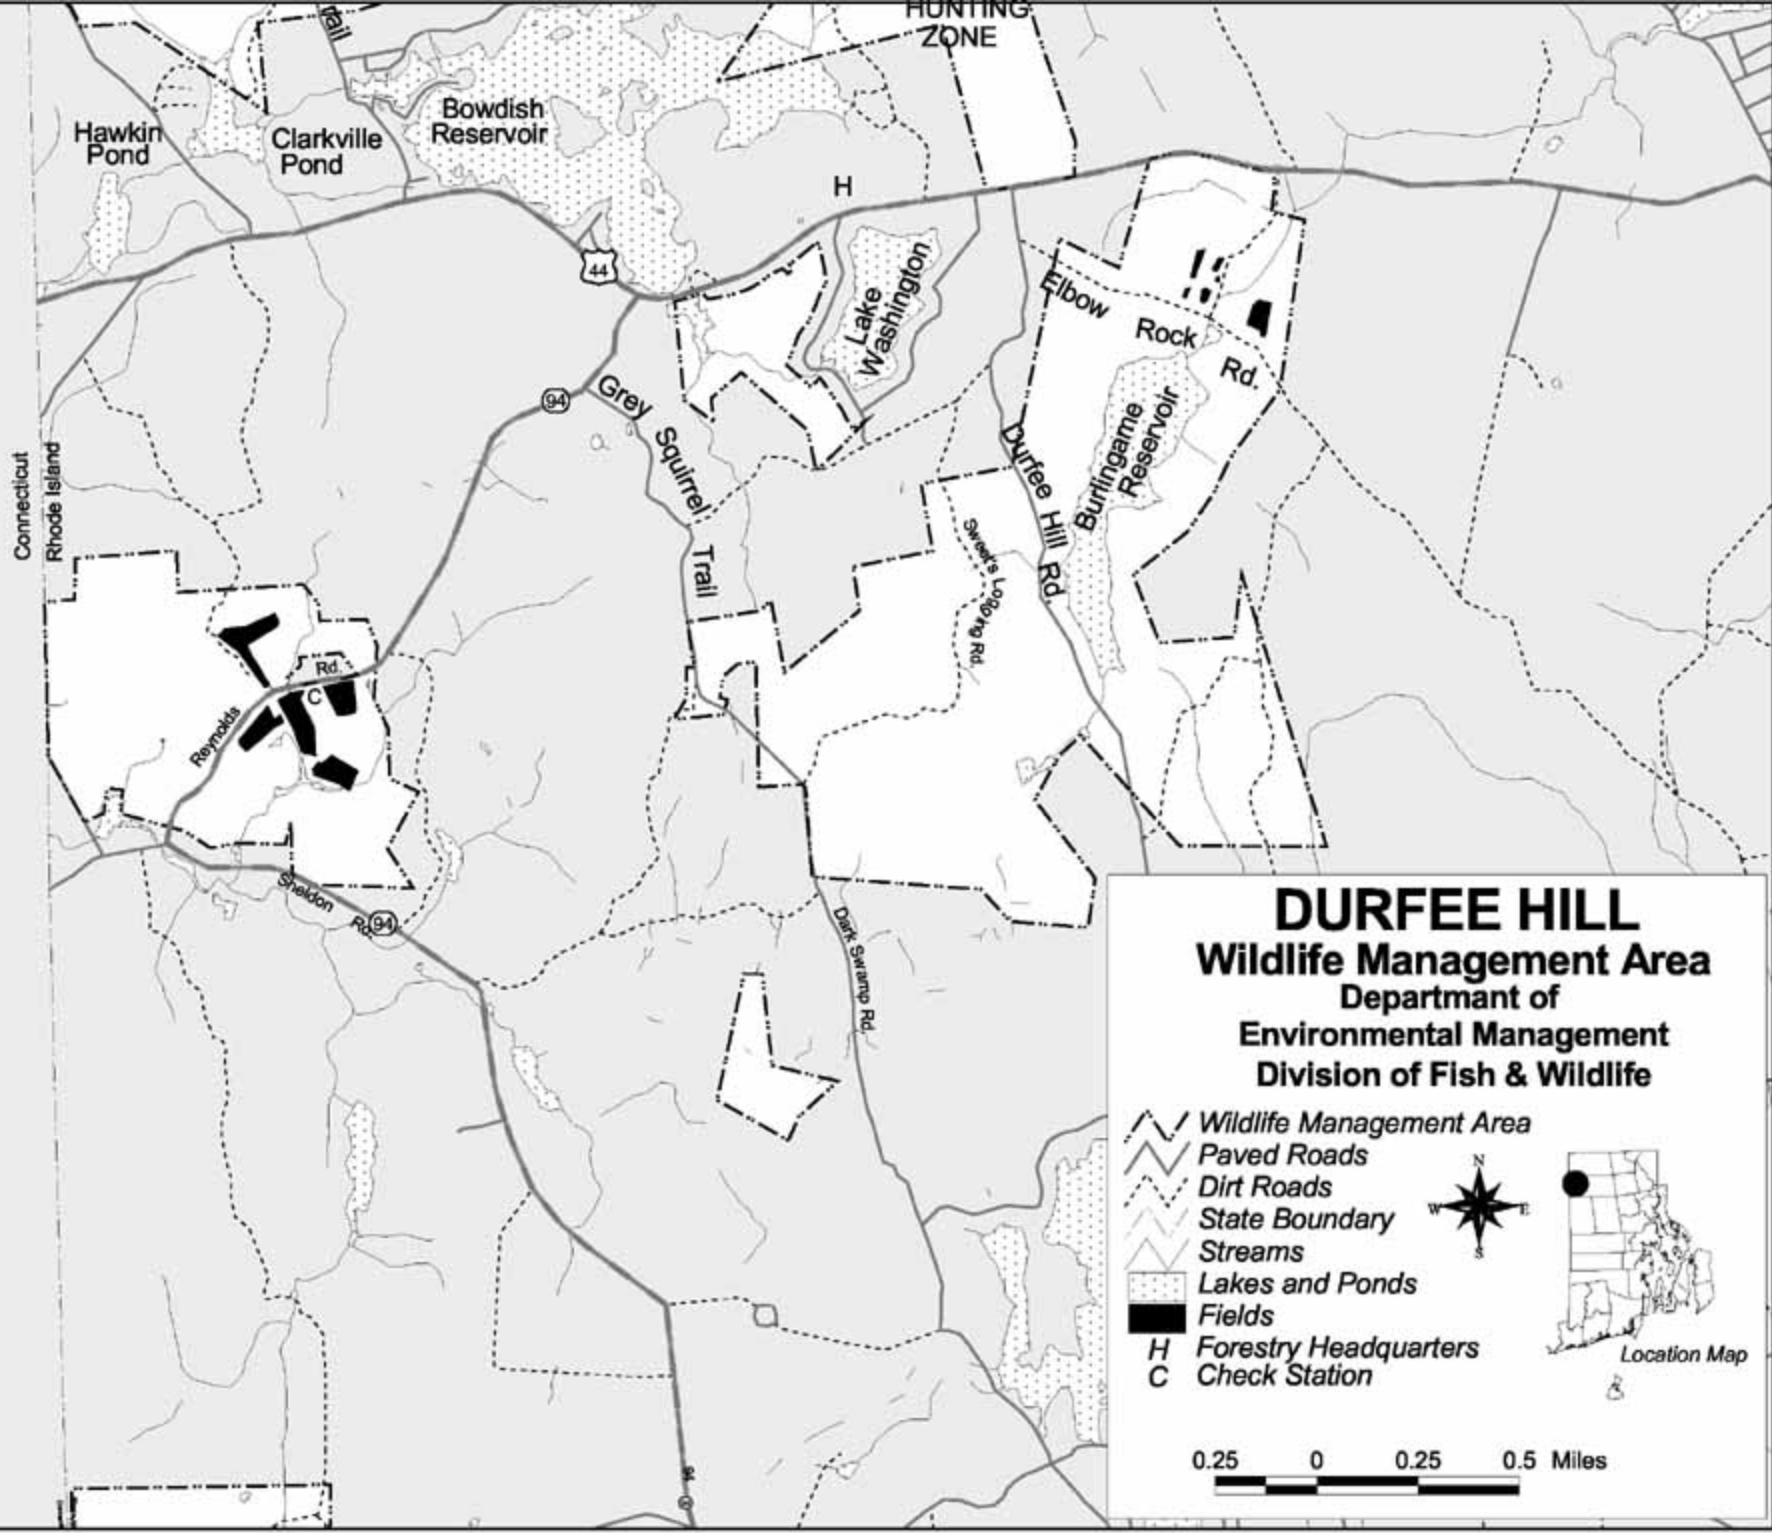 HUNTING
ZONE
rail
Hawkin
Pond
Clarkville
Pond
Bowdish
Reservoir
H
44
Lake
Washington
Elbow
Rock
Rd.
94
Grey
Squirrel
Trail
Durfee
Hill
Rd.
Burlingame
Reservoir
Connecticut
Rhode Island
Sweet's Logging Rd.
Rd.
C
Reynolds
Sheldon
Rd.
94
Dark Swamp Rd.
94
DURFEE HILL
Wildlife Management Area
Departmant of
Environmental Management
Division of Fish & Wildlife
Wildlife Management Area
Paved Roads
Dirt Roads
State Boundary
Streams
Lakes and Ponds
Fields
H Forestry Headquarters
C Check Station
N
W E
S
Location Map
0.25 0 0.25 0.5 Miles